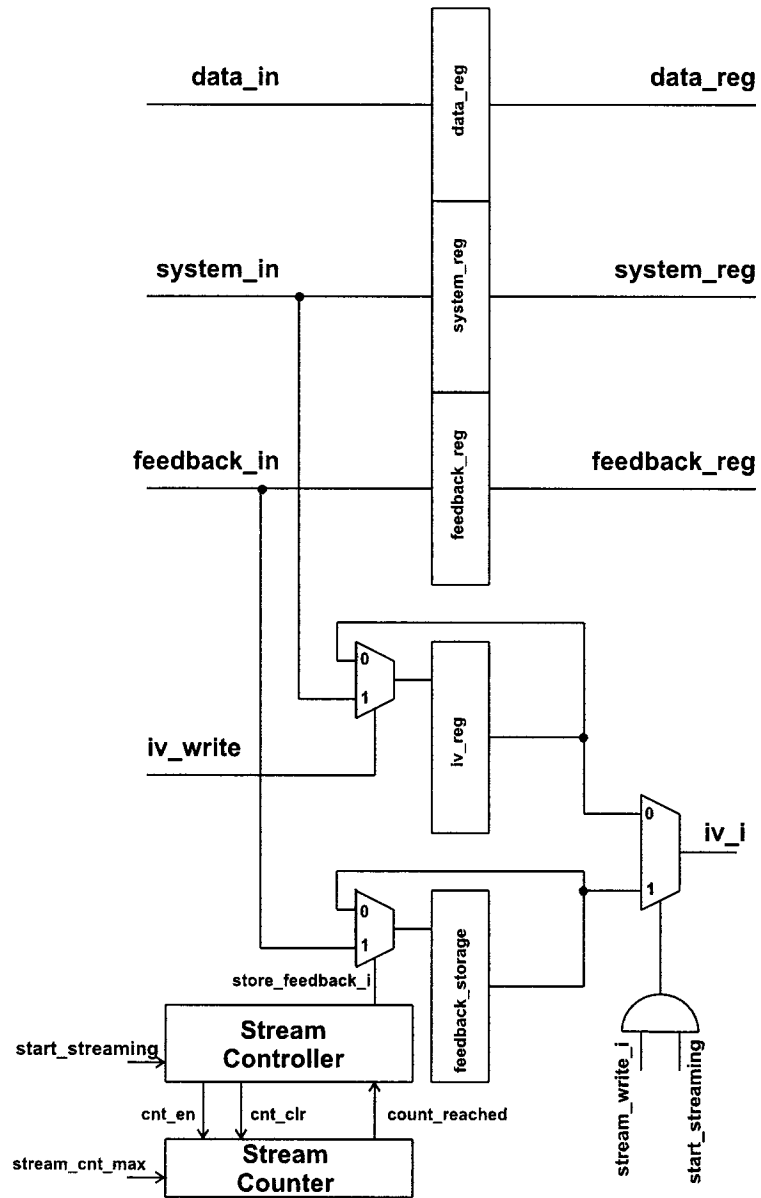 data_in
data_reg
data_reg
system_in
system_reg
system_reg
feedback_in
feedback_reg
feedback_reg
0
1
iv_reg
iv_write
0
iv_i
1
0
1
feedback_storage
store_feedback_i
Stream
Controller
start_streaming
stream_write_i
start_streaming
cnt_en
cnt_clr
count_reached
stream_cnt_max
Stream
Counter